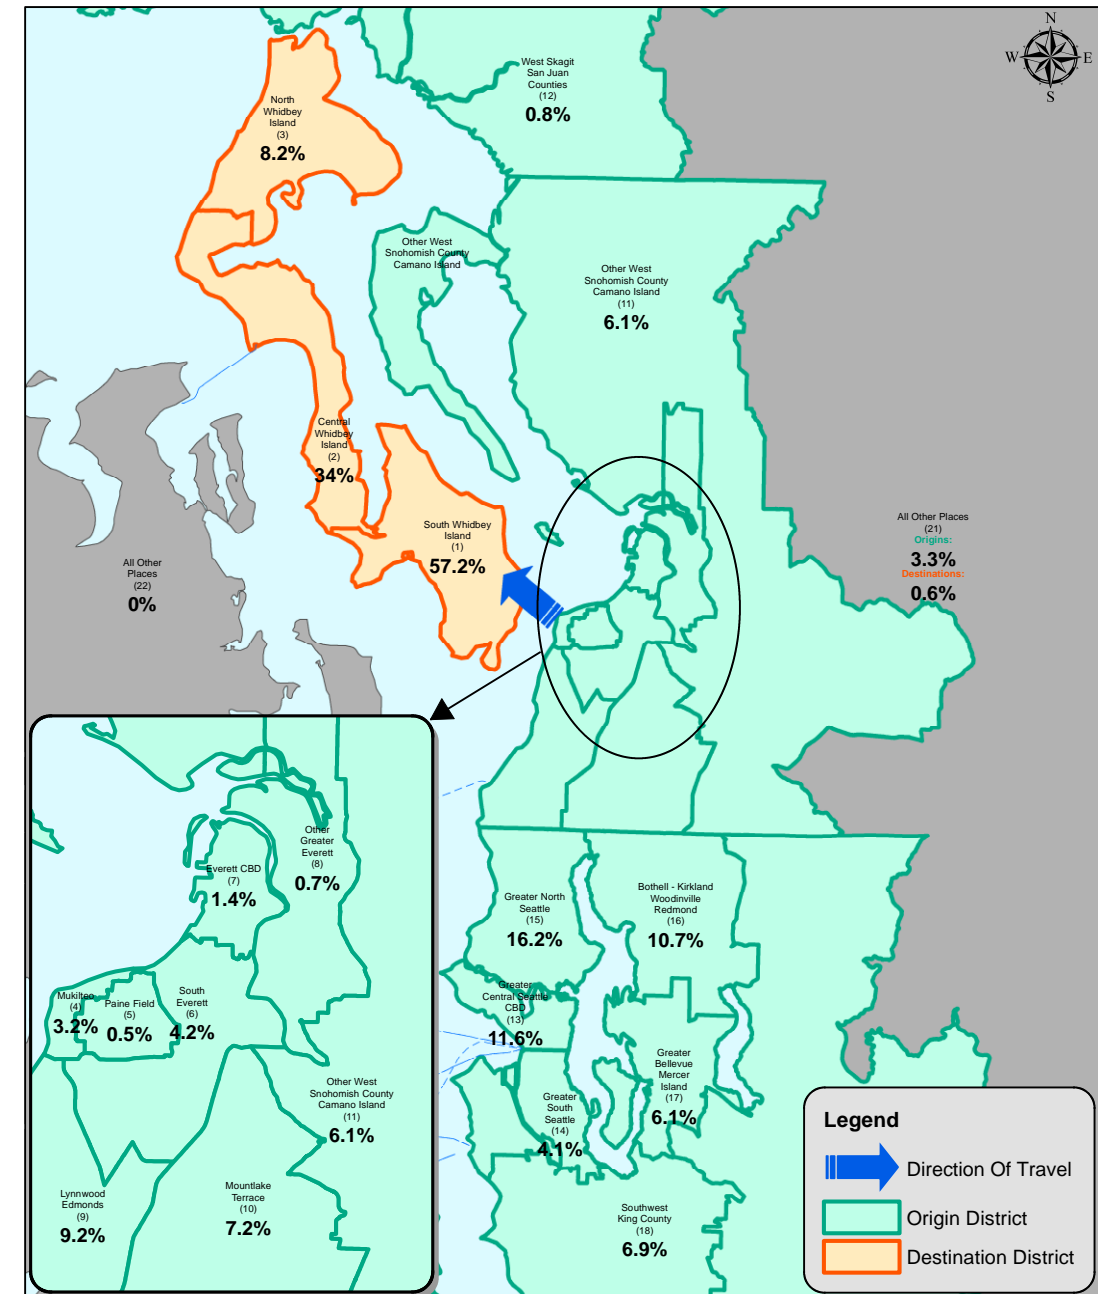 N
W
E
S
West Skagit
San Juan
Counties
(12)
0.8%
North
Whidbey
Island
(3)
8.2%
Other West
Snohomish County
Camano Island
Other West
Snohomish County
Camano Island
(11)
6.1%
Central
Whidbey
Island
(2)
34%
South Whidbey
Island
(1)
57.2%
All Other Places
(21)
Origins:
3.3%
Destinations:
0.6%
All Other
Places
(22)
0%
Other
Greater
Everett
(8)
0.7%
Everett CBD
(7)
1.4%
Mukilteo
(4)
3.2%
Paine Field
(5)
0.5%
South
Everett
(6)
4.2%
Other West
Snohomish County
Camano Island
(11)
6.1%
Lynnwood
Edmonds
(9)
9.2%
Mountlake
Terrace
(10)
7.2%
Greater North
Seattle
(15)
16.2%
Bothell - Kirkland
Woodinville
Redmond
(16)
10.7%
Greater
Central Seattle
CBD
(13)
11.6%
Greater
Bellevue
Mercer
Island
(17)
6.1%
Greater
South
Seattle
(14)
4.1%
Southwest
King County
(18)
6.9%
Legend
Direction Of Travel
Origin District
Destination District